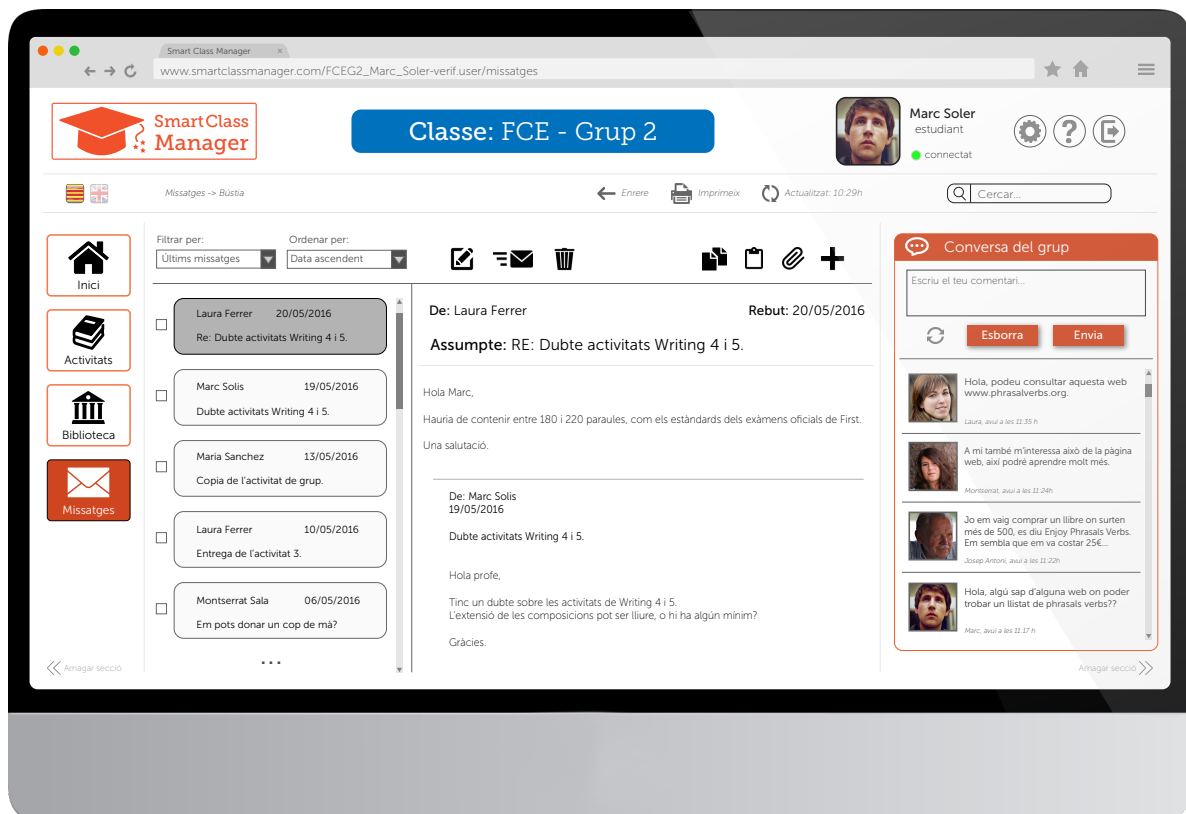 Smart Class Manager
www.smartclassmanager.com/FCEG2_Marc_Soler-verif.user/missatges
SmartClass
Manager
Classe: FCE - Grup 2
Marc Soler
estudiant
connectat
Missatges -> Bústia
Enrere
Imprimeix
Actualitzat: 10:29h
Cercar...
Inici
Activitats
Biblioteca
Missatges
Amagar secció
Filtrar per:
Últims missatges
Ordenar per:
Data ascendent
Laura Ferrer 20/05/2016
Re: Dubte activitats Writing 4 i 5.
Marc Solis 19/05/2016
Dubte activitats Writing 4 i 5.
Maria Sanchez 13/05/2016
Copia de l'activitat de grup.
Laura Ferrer 10/05/2016
Entrega de l'activitat 3.
Montserrat Sala 06/05/2016
Em pots donar un cop de mà?
...
De: Laura Ferrer Rebut: 20/05/2016
Assumpte: RE: Dubte activitats Writing 4 i 5.
Hola Marc,
Hauria de contenir entre 180 i 220 paraules, com els estàndards dels exàmens oficials de First.
Una salutació.
De: Marc Solis
19/05/2016
Dubte activitats Writing 4 i 5.
Hola profe,
Tinc un dubte sobre les activitats de Writing 4 i 5.
L'extensió de les composicions pot ser lliure, o hi ha algún mínim?
Gràcies.
Conversa del grup
Escriu el teu comentari...
Esborra
Envia
Hola, podeu consultar aquesta web
www.phrasalverbs.org.
Laura, avui a les 11:35 h
A mi també m'interessa això de la pàgina
web, així podré aprendre molt més.
Montserrat, avui a les 11:24h
Jo em vaig comprar un llibre on surten
més de 500, es diu Enjoy Phrasals Verbs.
Em sembla que em va costar 25€...
Josep Antoni, avui a les 11:22h
Hola, algú sap d'alguna web on poder
trobar un llistat de phrasals verbs??
Marc, avui a les 11:17 h
Amagar secció